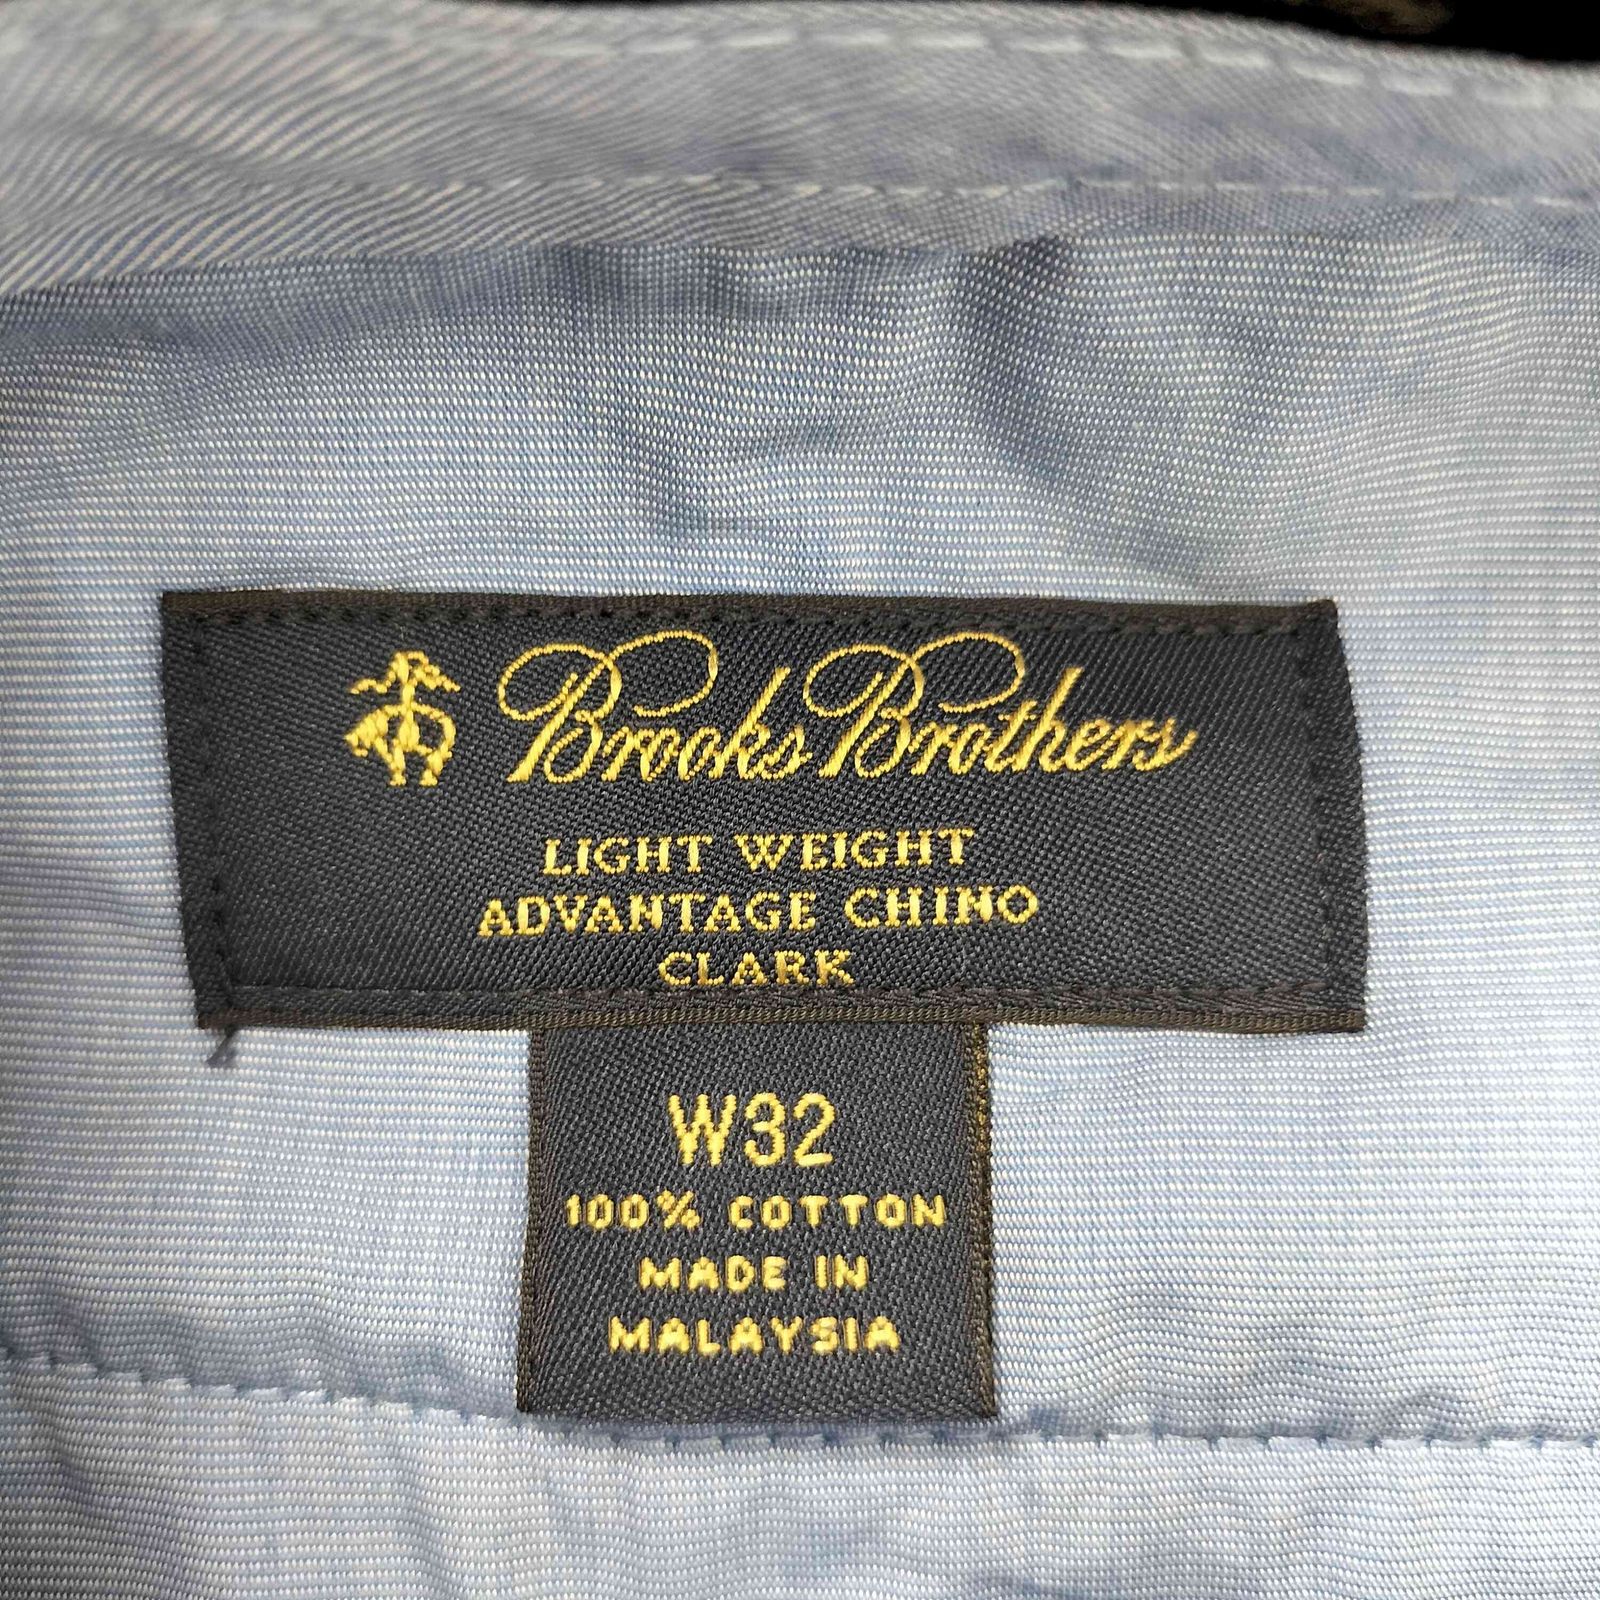 Brooks Brothers
LIGHT WEIGHT
ADVANTAGE CHINO
CLARK
W32
100% COTTON
MADE IN
MALAYSIA